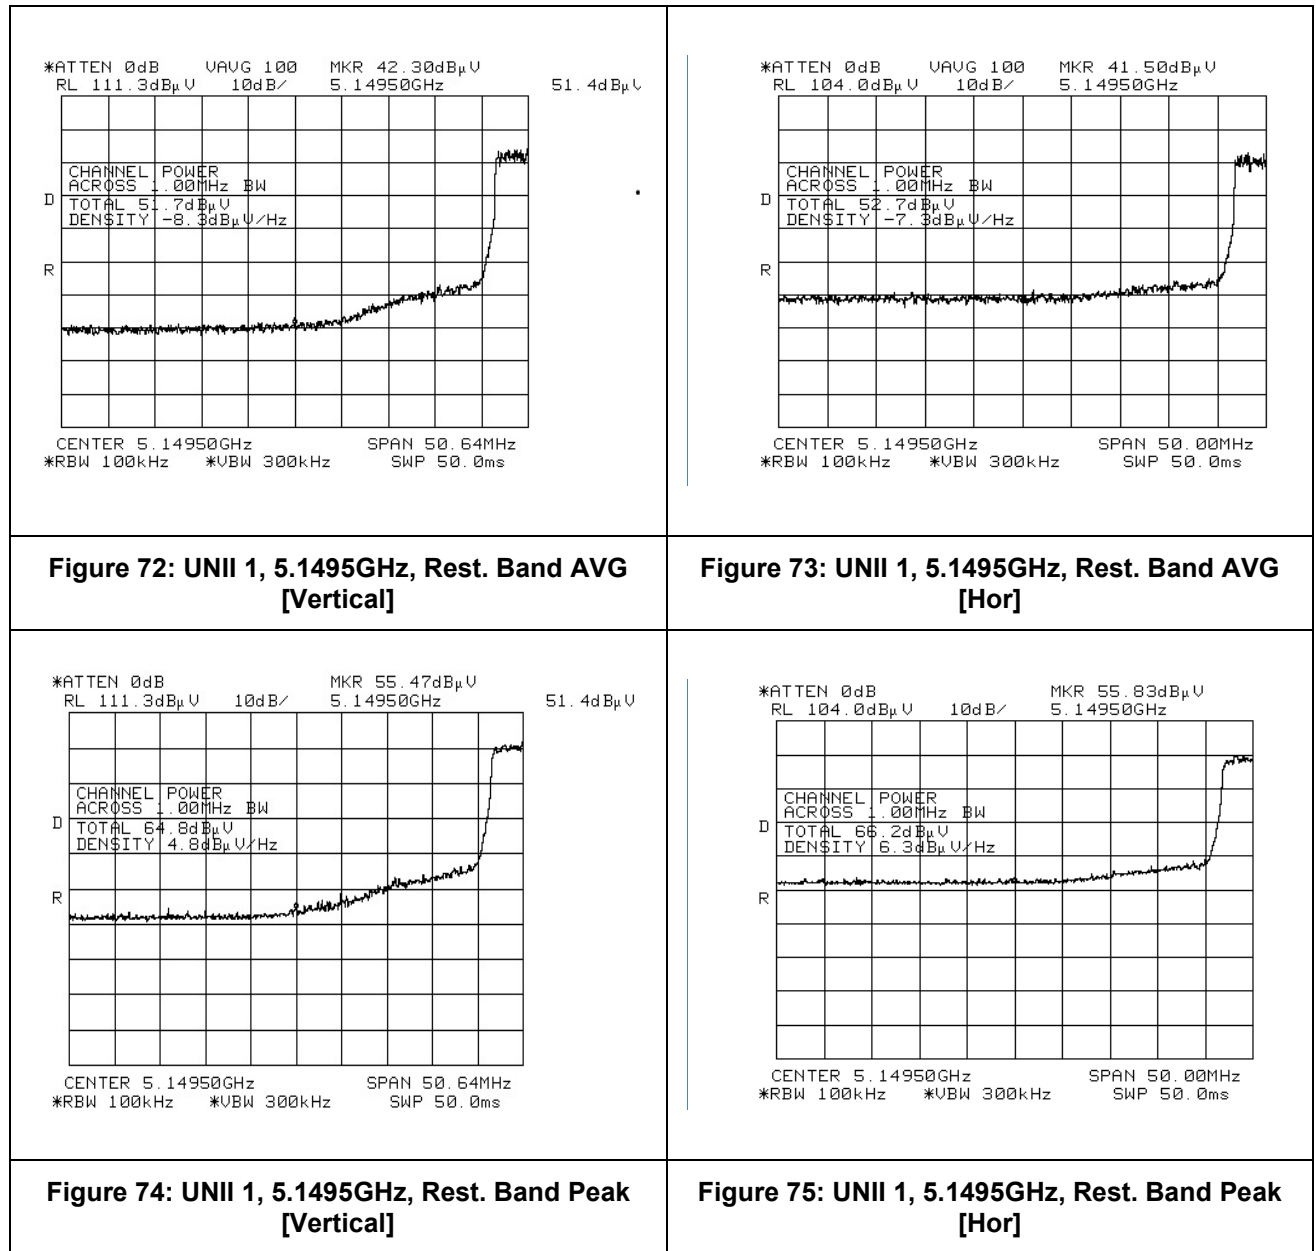 *ATTEN 0dB VAVG 100 MKR 42.30dBµV
RL 111.3dBµV 10dB/ 5.14950GHz 51.4dBµV
CHANNEL POWER
ACROSS 1.00MHz BW
D
TOTAL 51.7dBµV
DENSITY -8.3dBµV/Hz
R
CENTER 5.14950GHz SPAN 50.64MHz
*RBW 100kHz *VBW 300kHz SWP 50.0ms
Figure 72: UNII 1, 5.1495GHz, Rest. Band AVG
[Vertical]
*ATTEN 0dB VAVG 100 MKR 41.50dBµV
RL 104.0dBµV 10dB/ 5.14950GHz
CHANNEL POWER
ACROSS 1.00MHz BW
D
TOTAL 52.7dBµV
DENSITY -7.3dBµV/Hz
R
CENTER 5.14950GHz SPAN 50.00MHz
*RBW 100kHz *VBW 300kHz SWP 50.0ms
Figure 73: UNII 1, 5.1495GHz, Rest. Band AVG
[Hor]
*ATTEN 0dB MKR 55.47dBµV
RL 111.3dBµV 10dB/ 5.14950GHz 51.4dBµV
CHANNEL POWER
ACROSS 1.00MHz BW
D
TOTAL 64.8dBµV
DENSITY 4.8dBµV/Hz
R
CENTER 5.14950GHz SPAN 50.64MHz
*RBW 100kHz *VBW 300kHz SWP 50.0ms
Figure 74: UNII 1, 5.1495GHz, Rest. Band Peak
[Vertical]
*ATTEN 0dB MKR 55.83dBµV
RL 104.0dBµV 10dB/ 5.14950GHz
CHANNEL POWER
ACROSS 1.00MHz BW
D
TOTAL 66.2dBµV
DENSITY 6.3dBµV/Hz
R
CENTER 5.14950GHz SPAN 50.00MHz
*RBW 100kHz *VBW 300kHz SWP 50.0ms
Figure 75: UNII 1, 5.1495GHz, Rest. Band Peak
[Hor]